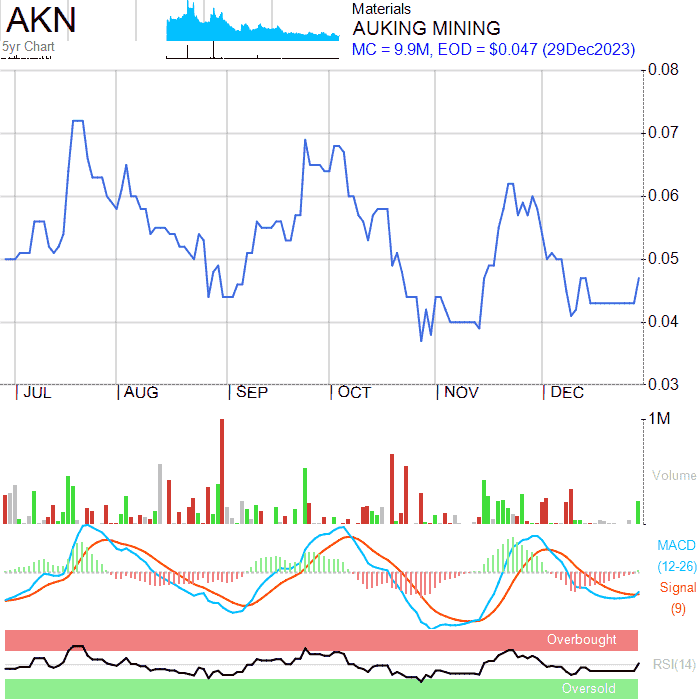 AKN
5yr Chart
Materials
AUKING MINING
MC = 9.9M, EOD = $0.047 (29Dec2023)
0.08
0.07
0.06
0.05
0.04
0.03
JUL AUG SEP OCT NOV DEC
1M
Volume
MACD
(12-26)
Signal
(9)
Overbought
RSI(14)
Oversold